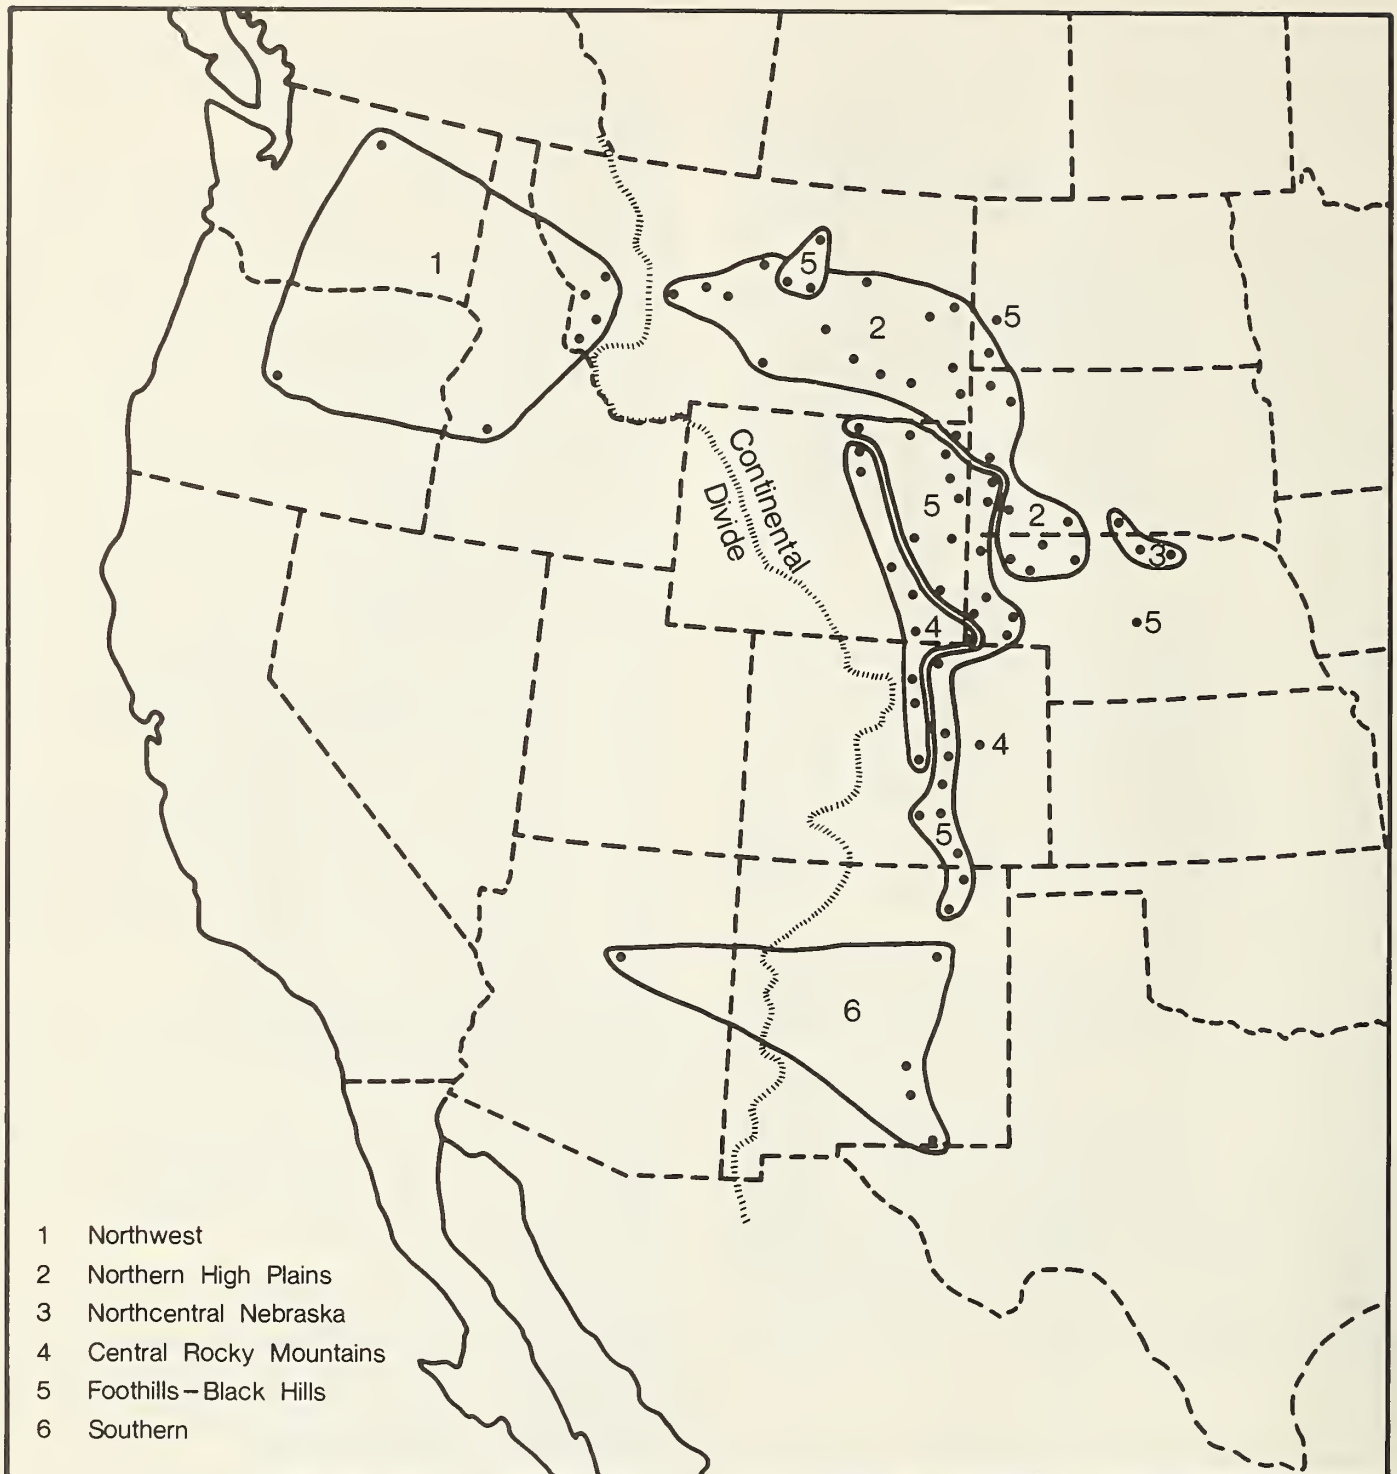 1
5
2
5
Continental
Divide
5
2
3
5
4
4
5
6
1 Northwest
2 Northern High Plains
3 Northcentral Nebraska
4 Central Rocky Mountains
5 Foothills–Black Hills
6 Southern